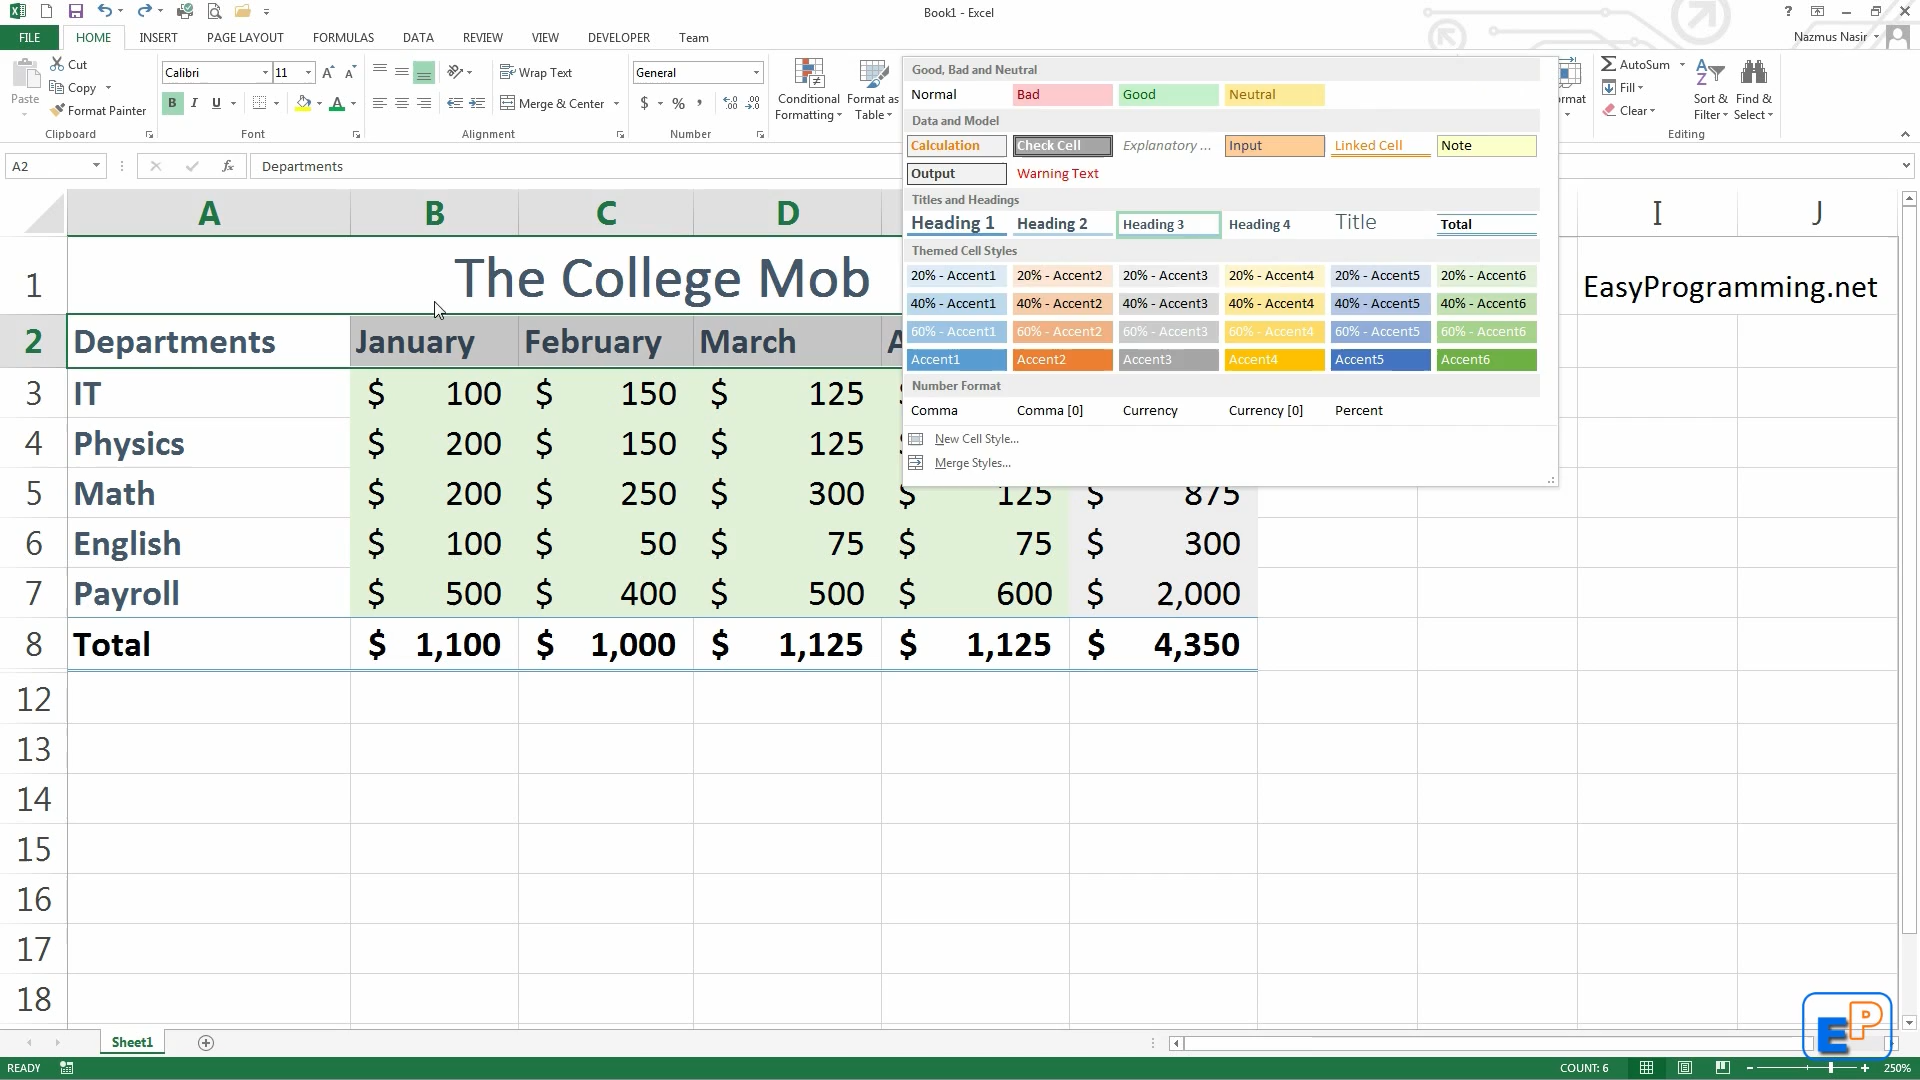 Book1 - Excel
?
Nazmus Nasir
FILE HOME INSERT PAGE LAYOUT FORMULAS DATA REVIEW VIEW DEVELOPER Team
Paste
Cut
Copy
Format Painter
Clipboard
Calibri 11
B I U
Font
Wrap Text
Merge & Center
Alignment
General
$ % ,
Number
Conditional
Formatting
Format as
Table
Good, Bad and Neutral
Normal Bad Good Neutral
Data and Model
Calculation Check Cell Explanatory ... Input Linked Cell Note
Output Warning Text
Titles and Headings
Heading 1 Heading 2 Heading 3 Heading 4 Title Total
Themed Cell Styles
20% - Accent1 20% - Accent2 20% - Accent3 20% - Accent4 20% - Accent5 20% - Accent6
40% - Accent1 40% - Accent2 40% - Accent3 40% - Accent4 40% - Accent5 40% - Accent6
60% - Accent1 60% - Accent2 60% - Accent3 60% - Accent4 60% - Accent5 60% - Accent6
Accent1 Accent2 Accent3 Accent4 Accent5 Accent6
Number Format
Comma Comma [0] Currency Currency [0] Percent
New Cell Style...
Merge Styles...
AutoSum
Fill
Clear
Sort &
Filter
Find &
Select
Editing
A2 fx Departments
A B C D I J
1 The College Mob EasyProgramming.net
2 Departments January February March
3 IT $ 100 $ 150 $ 125
4 Physics $ 200 $ 150 $ 125
5 Math $ 200 $ 250 $ 300 $ 125 $ 875
6 English $ 100 $ 50 $ 75 $ 75 $ 300
7 Payroll $ 500 $ 400 $ 500 $ 600 $ 2,000
8 Total $ 1,100 $ 1,000 $ 1,125 $ 1,125 $ 4,350
12
13
14
15
16
17
18
EP
Sheet1
READY COUNT: 6 250%